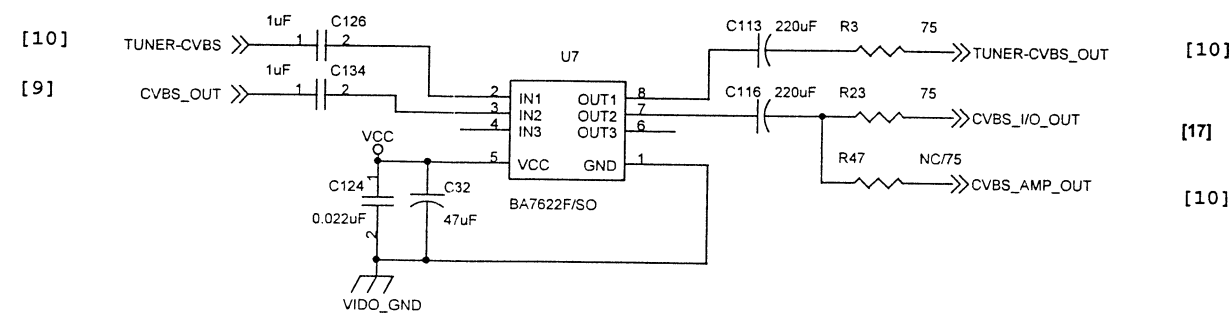 1uF C126 C113 220uF R3 75
[10] TUNER-CVBS 1 2 TUNER-CVBS_OUT [10]
1uF C134 U7
[9] CVBS_OUT 1 2 2 IN1 OUT1 8 C116 220uF R23 75
3 IN2 OUT2 7 CVBS_I/O_OUT
4 IN3 OUT3 6 [17]
VCC
5 VCC GND 1 R47 NC/75
1 C124 C32 CVBS_AMP_OUT
BA7622F/SO [10]
0.022uF 47uF
2
VIDO_GND